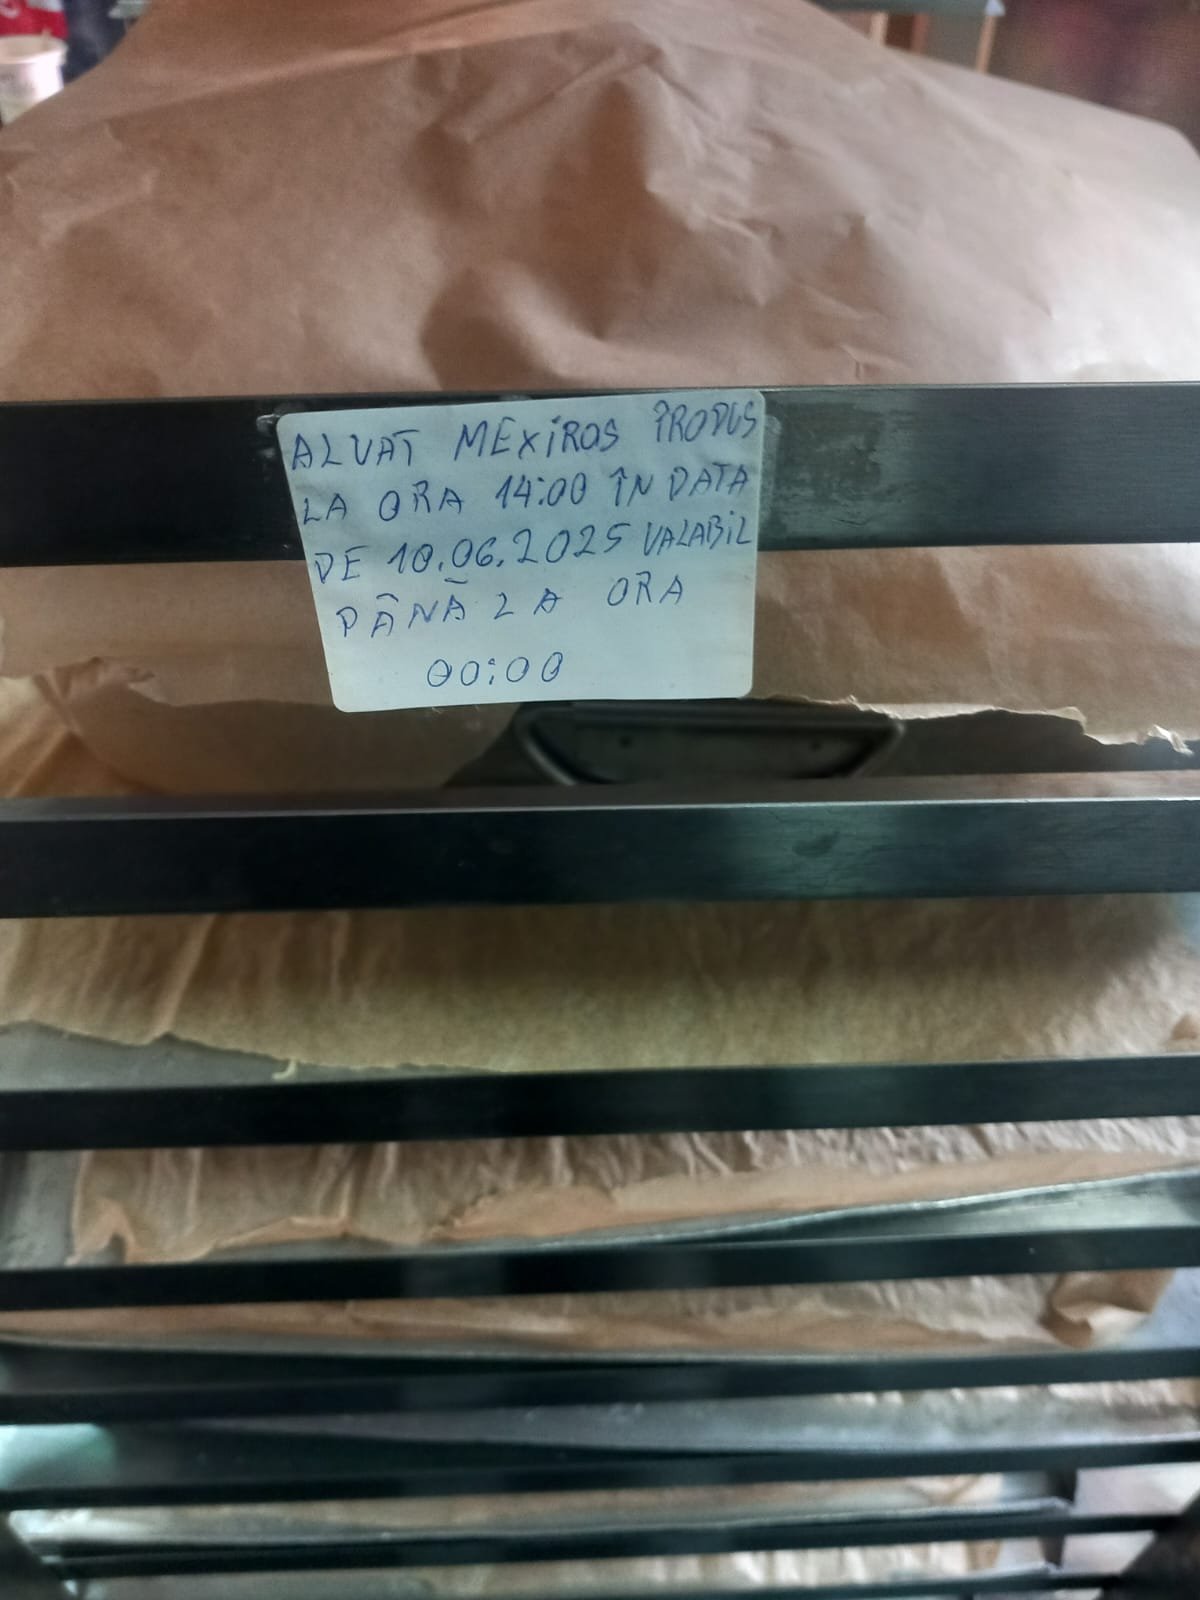 ALUAT MEXIROS PRODUS
LA ORA 14:00 ÎN DATA
DE 10.06.2025 VALABIL
PÂNĂ LA ORA
00:00